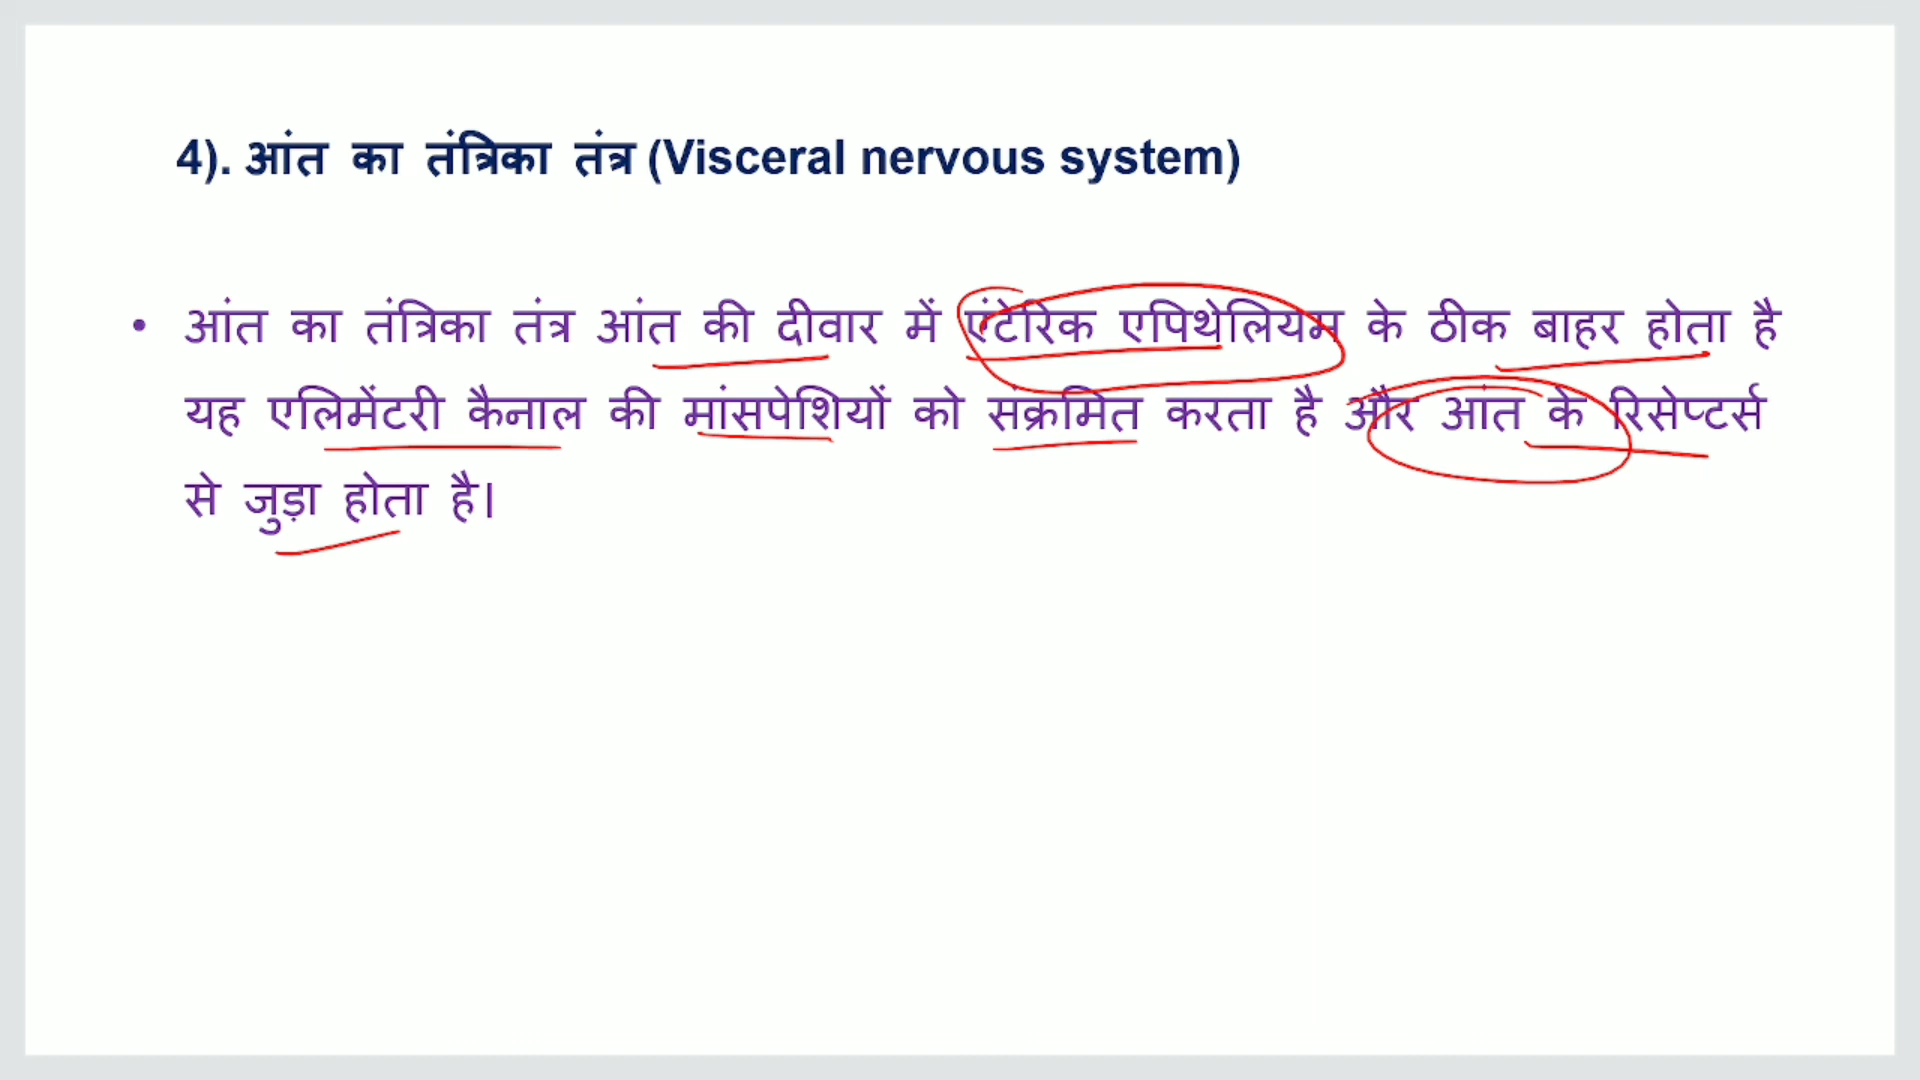 4). आंत का तंत्रिका तंत्र (Visceral nervous system)
• आंत का तंत्रिका तंत्र आंत की दीवार में एंटेरिक एपिथेलियम के ठीक बाहर होता है
यह एलिमेंटरी कैनाल की मांसपेशियों को संक्रमित करता है और आंत के रिसेप्टर्स
से जुड़ा होता है।